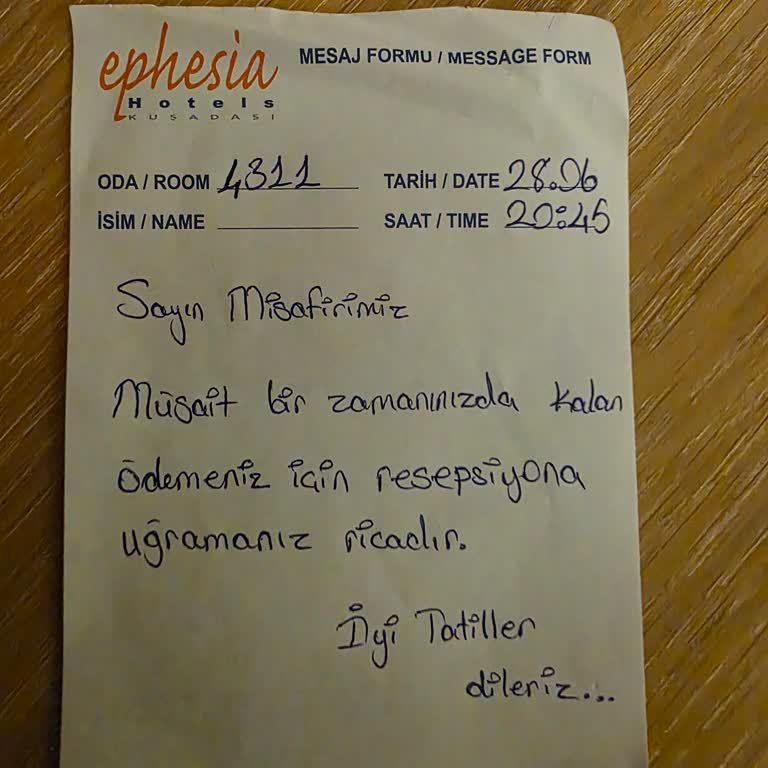 ephesia
Hotels
KUŞADASI
MESAJ FORMU / MESSAGE FORM
ODA / ROOM 4311
TARİH / DATE 28.06
İSİM / NAME
SAAT / TIME 20:45
Sayın Misafirimiz
Müsait bir zamanınızda kalan
ödemeniz için resepsiyona
uğramanız ricadır.
İyi Tatiller
dileriz...